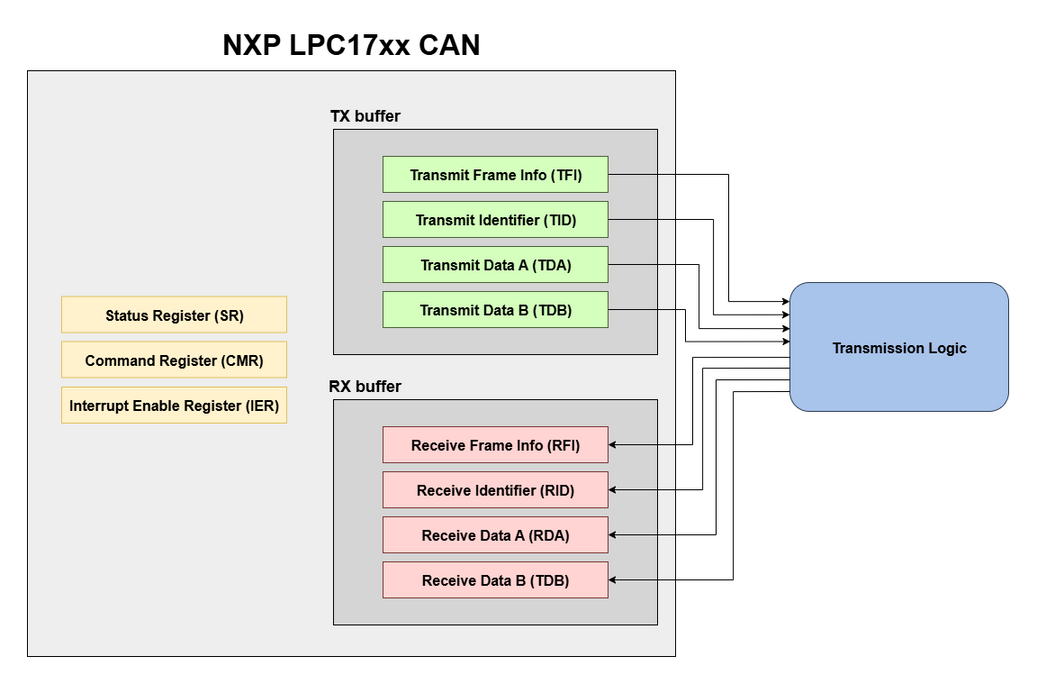 NXP LPC17xx CAN
TX buffer
Transmit Frame Info (TFI)
Transmit Identifier (TID)
Transmit Data A (TDA)
Transmit Data B (TDB)
Status Register (SR)
Command Register (CMR)
Interrupt Enable Register (IER)
Transmission Logic
RX buffer
Receive Frame Info (RFI)
Receive Identifier (RID)
Receive Data A (RDA)
Receive Data B (TDB)